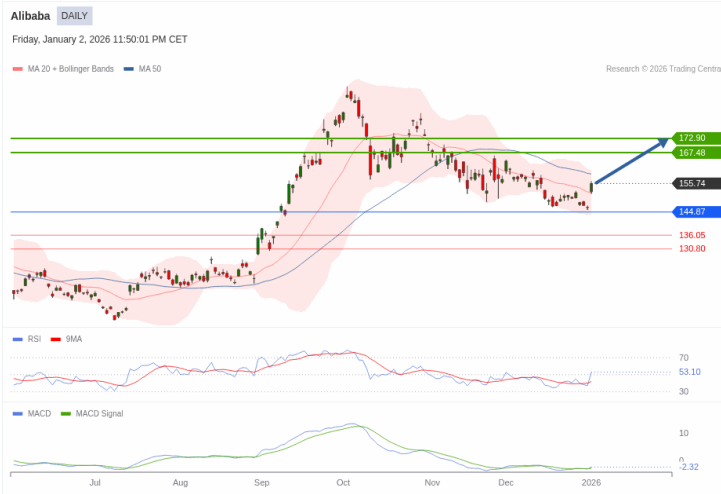 Alibaba DAILY
Friday, January 2, 2026 11:50:01 PM CET
MA 20 + Bollinger Bands MA 50
Research © 2026 Trading Centra
172.90
167.48
155.74
144.87
136.05
130.80
RSI 9MA
70
53.10
30
MACD MACD Signal
10
0
-2.32
Jul Aug Sep Oct Nov Dec 2026